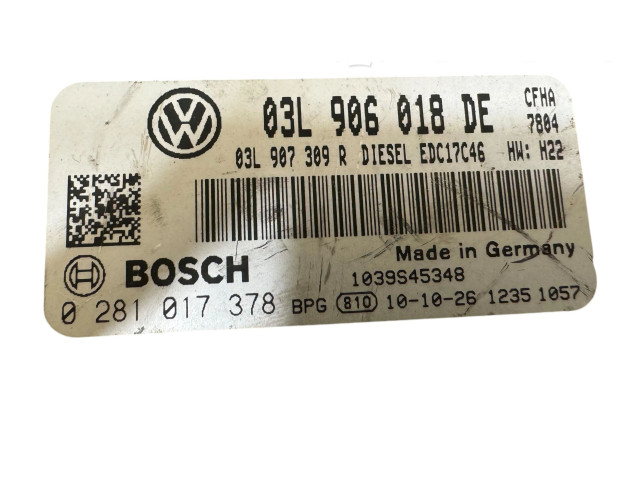 03L 906 018 DE CFHA
7804
03L 907 309 R DIESEL EDC17C46 HW: H22
Made in Germany
BOSCH 1039S45348
0 281 017 378 BPG 810 10-10-26 1235 1057